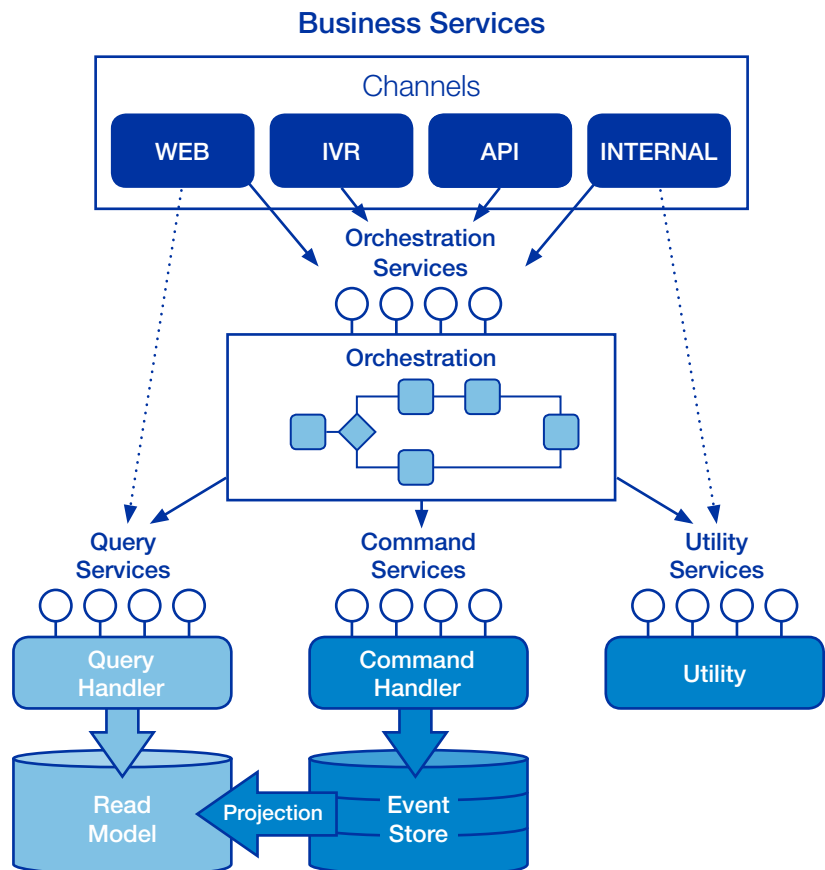 Business Services
Channels
WEB
IVR
API
INTERNAL
Orchestration
Services
Orchestration
Query
Services
Command
Services
Utility
Services
Query
Handler
Command
Handler
Utility
Read
Model
Projection
Event
Store